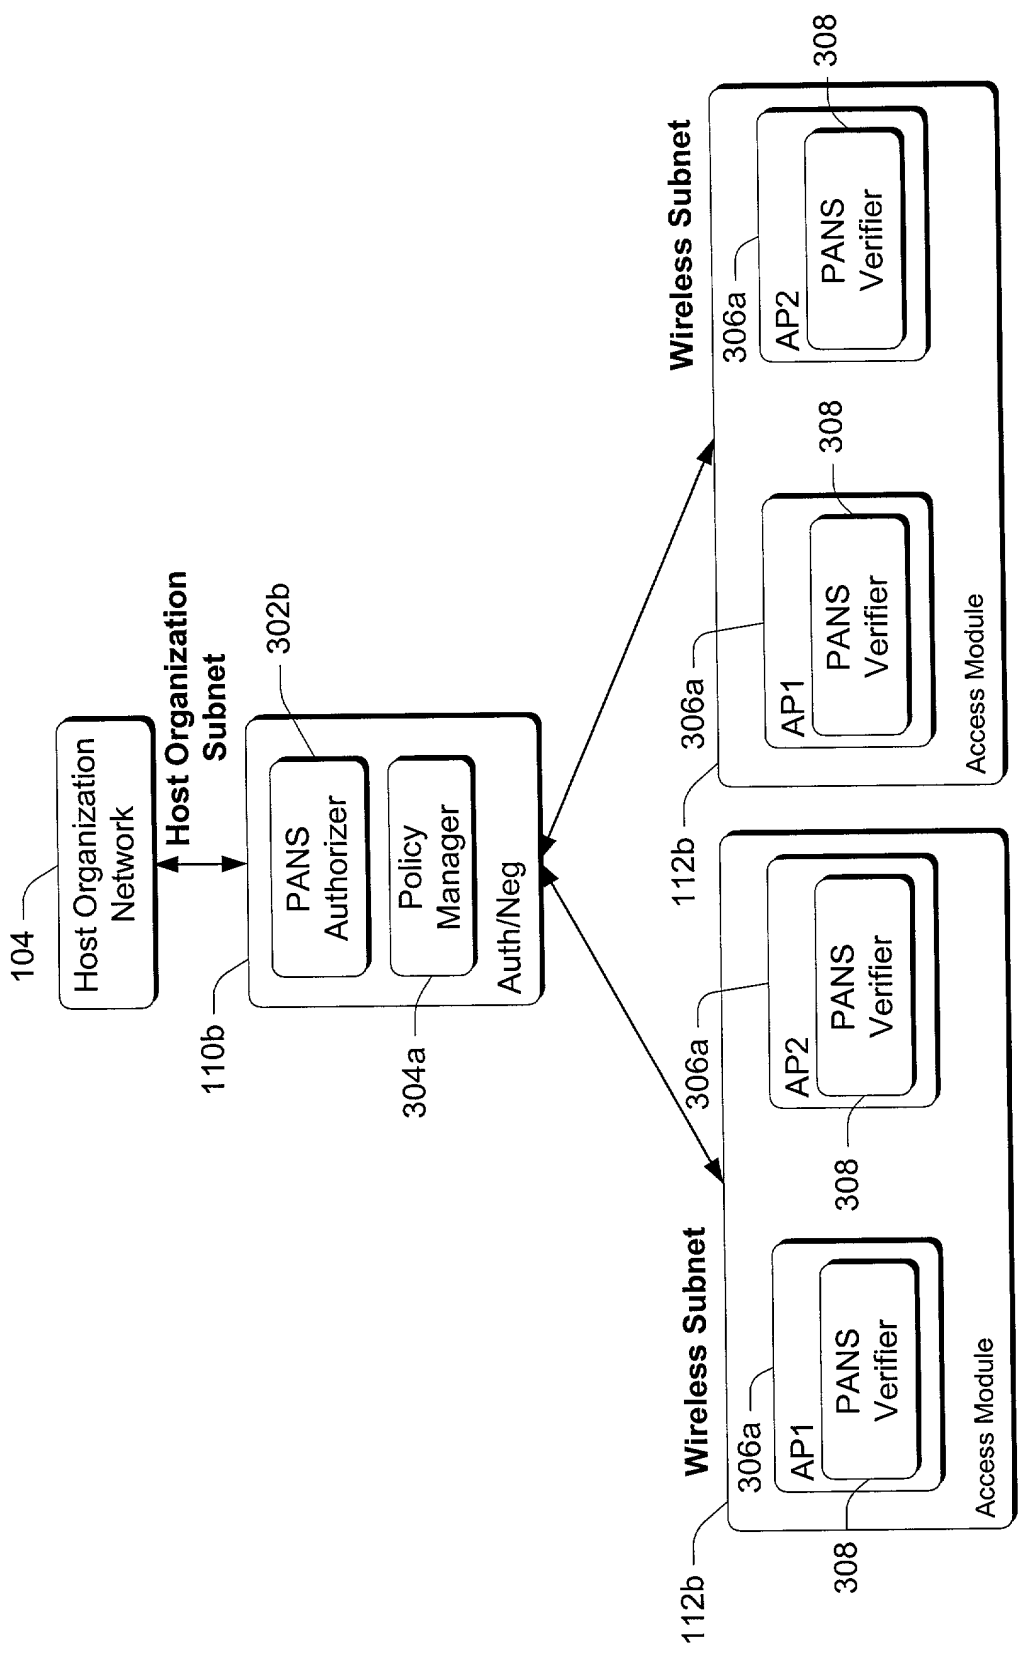 104
Host Organization
Network
Host Organization
Subnet
110b
302b
PANS
Authorizer
304a
Policy
Manager
Auth/Neg
Wireless Subnet
112b
306a
AP1
PANS
Verifier
308
306a
AP2
PANS
Verifier
308
Access Module
Wireless Subnet
112b
306a
AP1
PANS
Verifier
308
306a
AP2
PANS
Verifier
308
Access Module